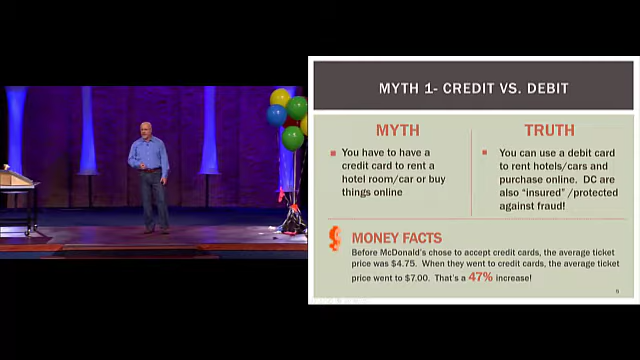 MYTH 1- CREDIT VS. DEBIT
MYTH
You have to have a
credit card to rent a
hotel room/car or buy
things online
TRUTH
You can use a debit card
to rent hotels/cars and
purchase online. DC are
also "insured"/protected
against fraud!
$ MONEY FACTS
Before McDonald's chose to accept credit cards, the average ticket
price was $4.75. When they went to credit cards, the average ticket
price went to $7.00. That's a 47% increase!